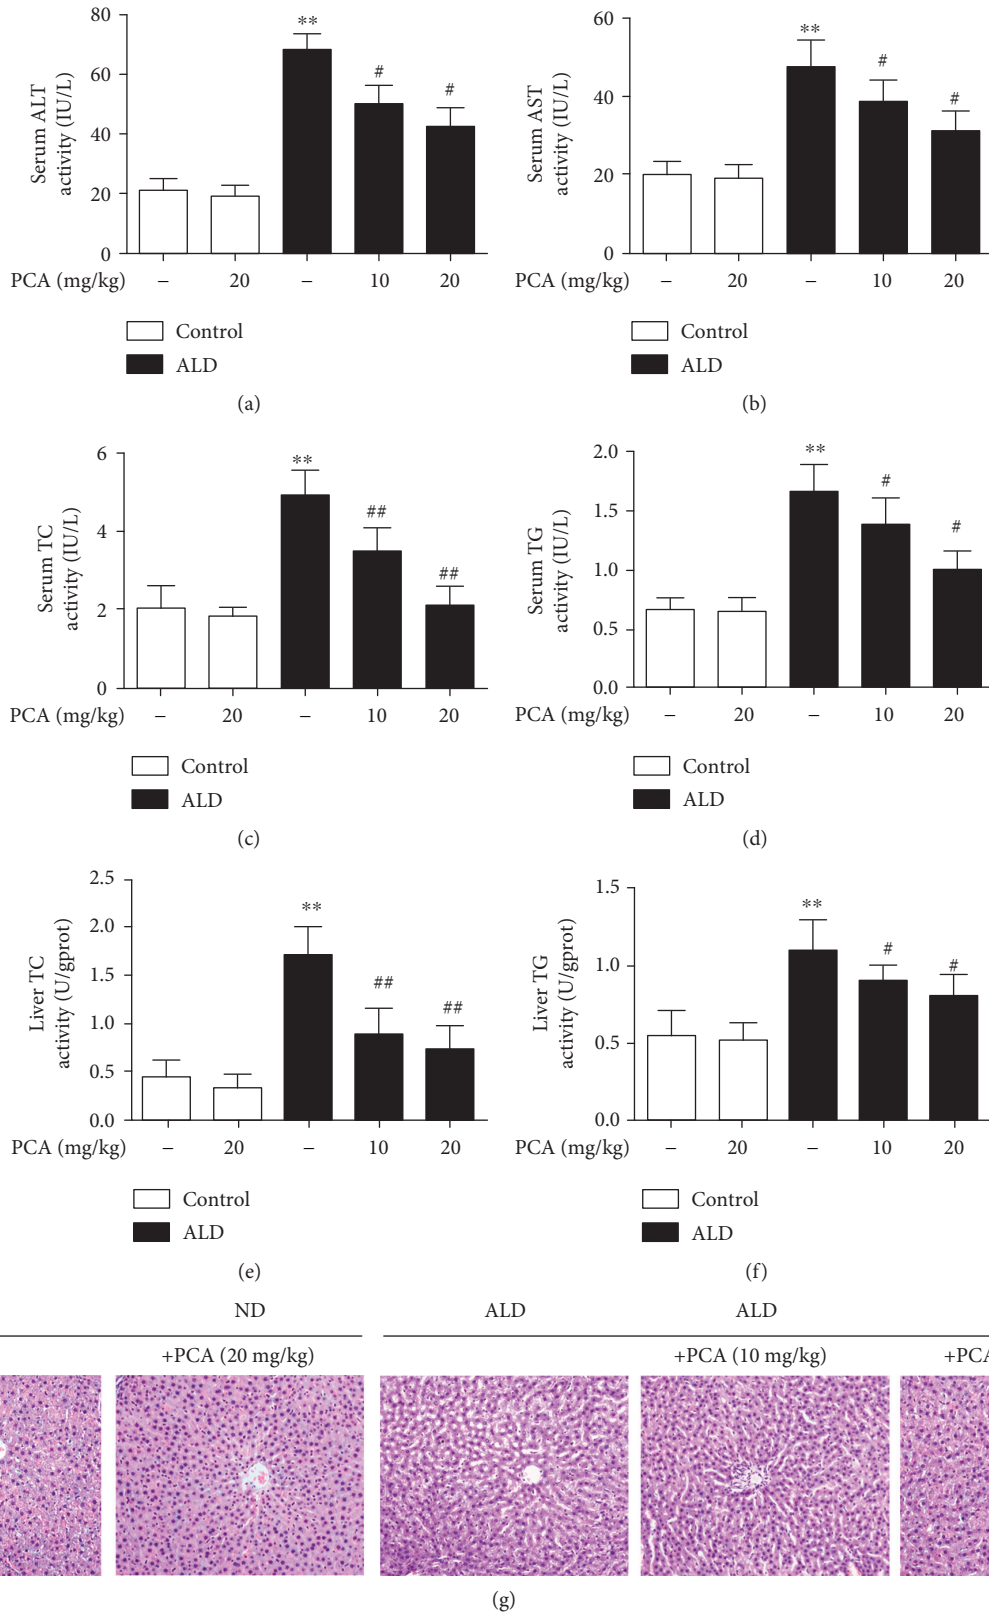 80
60
40
20
0
Serum ALT
activity (IU/L)
**
#
#
PCA (mg/kg)
–
20
–
10
20
Control
ALD
(a)
60
40
20
0
Serum AST
activity (IU/L)
**
#
#
PCA (mg/kg)
–
20
–
10
20
Control
ALD
(b)
6
4
2
0
Serum TC
activity (IU/L)
**
##
##
PCA (mg/kg)
–
20
–
10
20
Control
ALD
(c)
2.0
1.5
1.0
0.5
0.0
Serum TG
activity (IU/L)
**
#
#
PCA (mg/kg)
–
20
–
10
20
Control
ALD
(d)
2.5
2.0
1.5
1.0
0.5
0.0
Liver TC
activity (U/gprot)
**
##
##
PCA (mg/kg)
–
20
–
10
20
Control
ALD
(e)
1.5
1.0
0.5
0.0
Liver TG
activity (U/gprot)
**
#
#
PCA (mg/kg)
–
20
–
10
20
Control
ALD
(f)
ND
ALD
ALD
+PCA (20 mg/kg)
+PCA (10 mg/kg)
+PCA
(g)